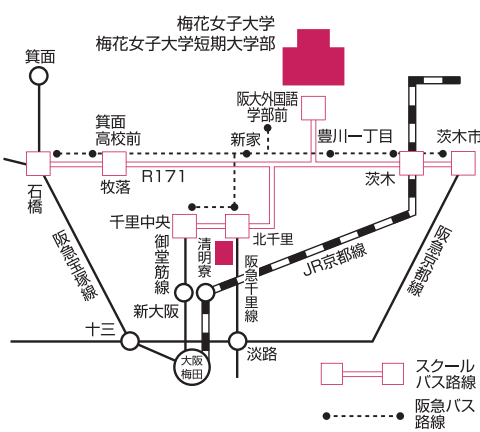 梅花女子大学
梅花女子大学短期大学部
箕面
阪大外国語
学部前
箕面
高校前
新家
豊川一丁目
茨木市
石橋
牧落
R171
茨木
千里中央
北千里
清明寮
御堂筋線
阪急宝塚線
阪急千里線
JR京都線
阪急京都線
新大阪
十三
淡路
大阪
梅田
スクール
バス路線
阪急バス
路線